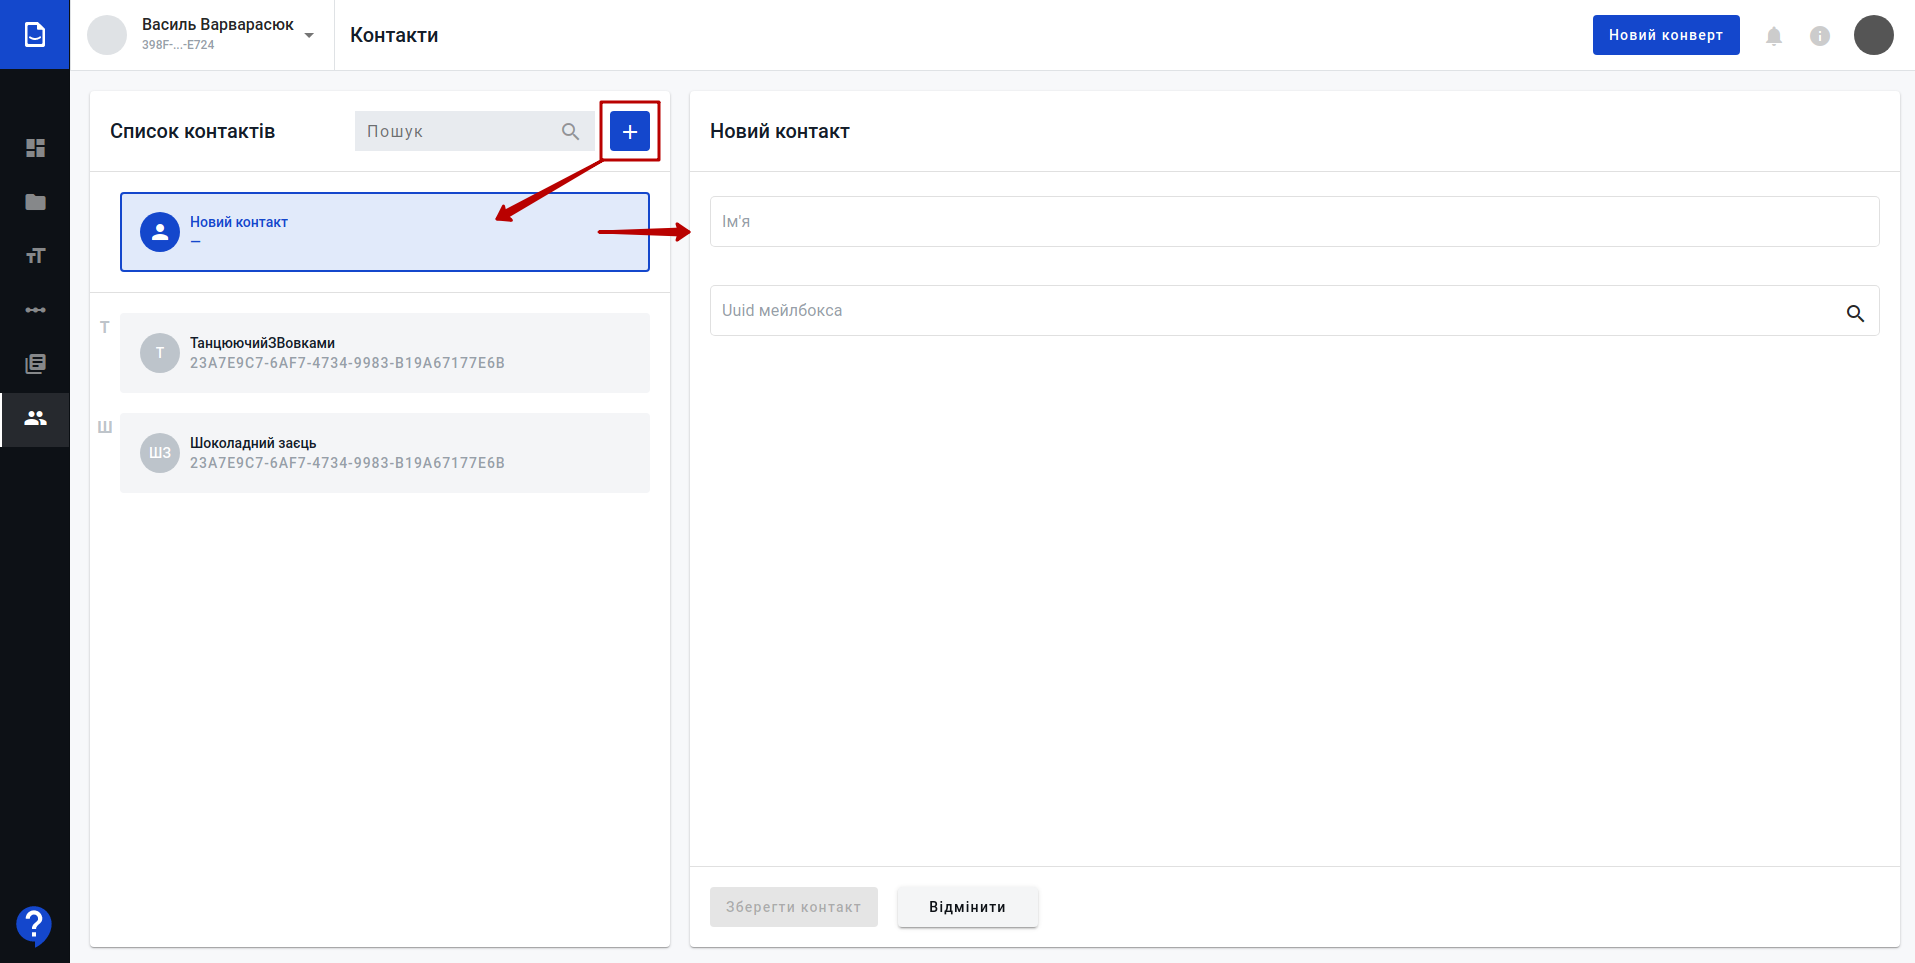 Василь Варварасюк
398F-...-E724
Контакти
Новий конверт
Список контактів
Пошук
Новий контакт
–
Т
Т
ТанцюючийЗВовками
23A7E9C7-6AF7-4734-9983-B19A67177E6B
Ш
ШЗ
Шоколадний заєць
23A7E9C7-6AF7-4734-9983-B19A67177E6B
Новий контакт
Ім'я
Uuid мейлбокса
Зберегти контакт
Відмінити